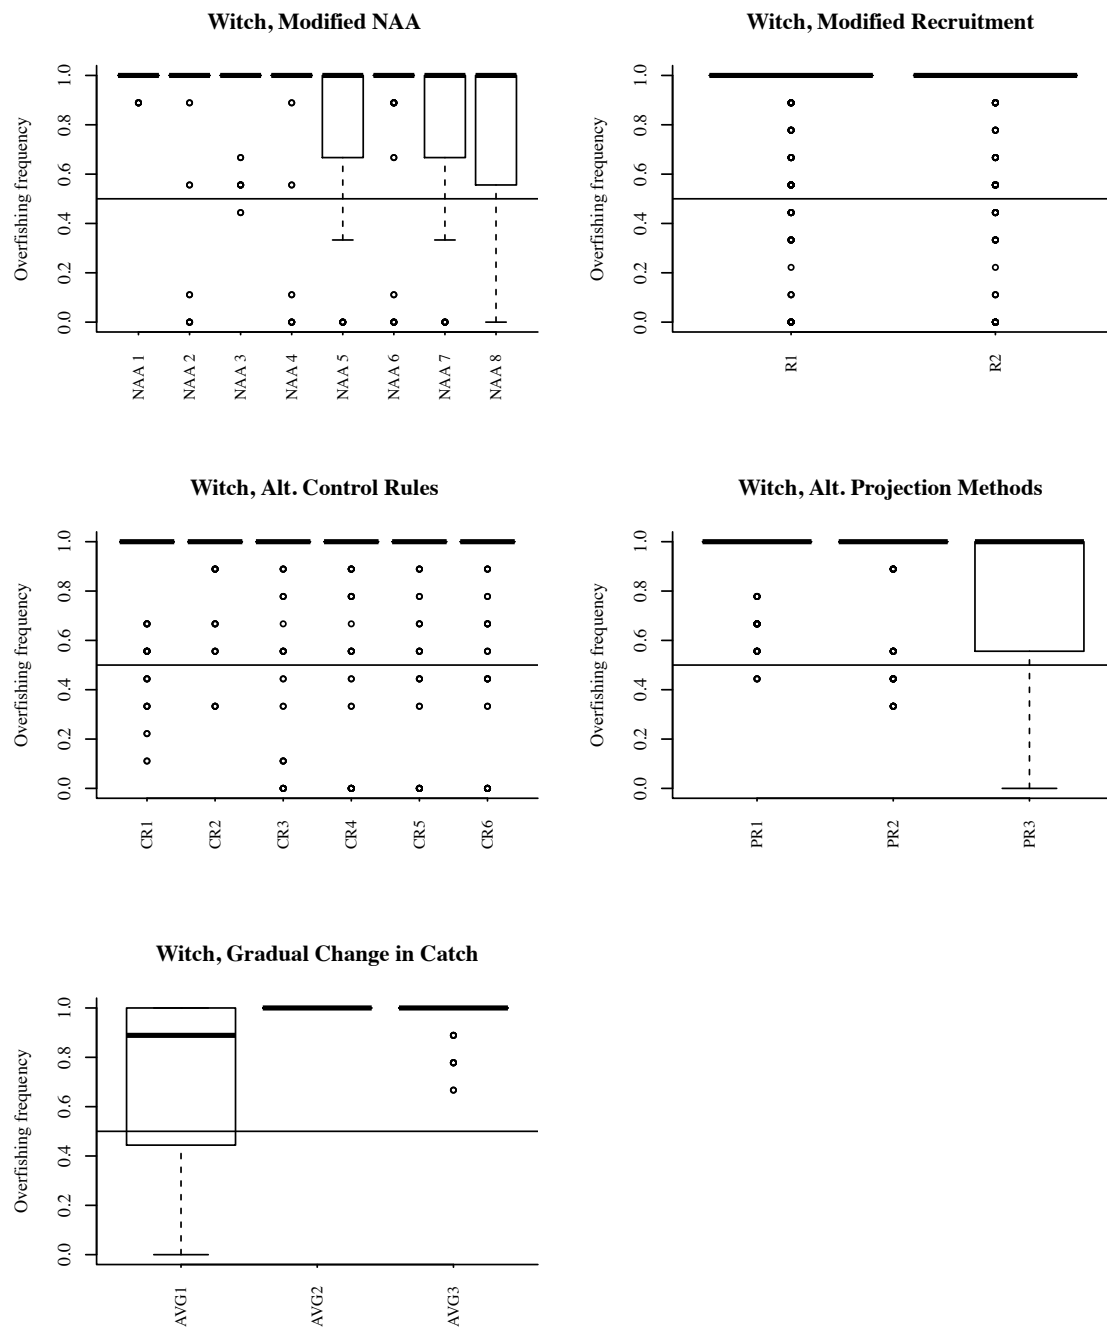 Witch, Modified NAA
Overfishing frequency
1.0
0.8
0.6
0.4
0.2
0.0
NAA 1
NAA 2
NAA 3
NAA 4
NAA 5
NAA 6
NAA 7
NAA 8
Witch, Modified Recruitment
Overfishing frequency
1.0
0.8
0.6
0.4
0.2
0.0
R1
R2
Witch, Alt. Control Rules
Overfishing frequency
1.0
0.8
0.6
0.4
0.2
0.0
CR1
CR2
CR3
CR4
CR5
CR6
Witch, Alt. Projection Methods
Overfishing frequency
1.0
0.8
0.6
0.4
0.2
0.0
PR1
PR2
PR3
Witch, Gradual Change in Catch
Overfishing frequency
1.0
0.8
0.6
0.4
0.2
0.0
AVG1
AVG2
AVG3